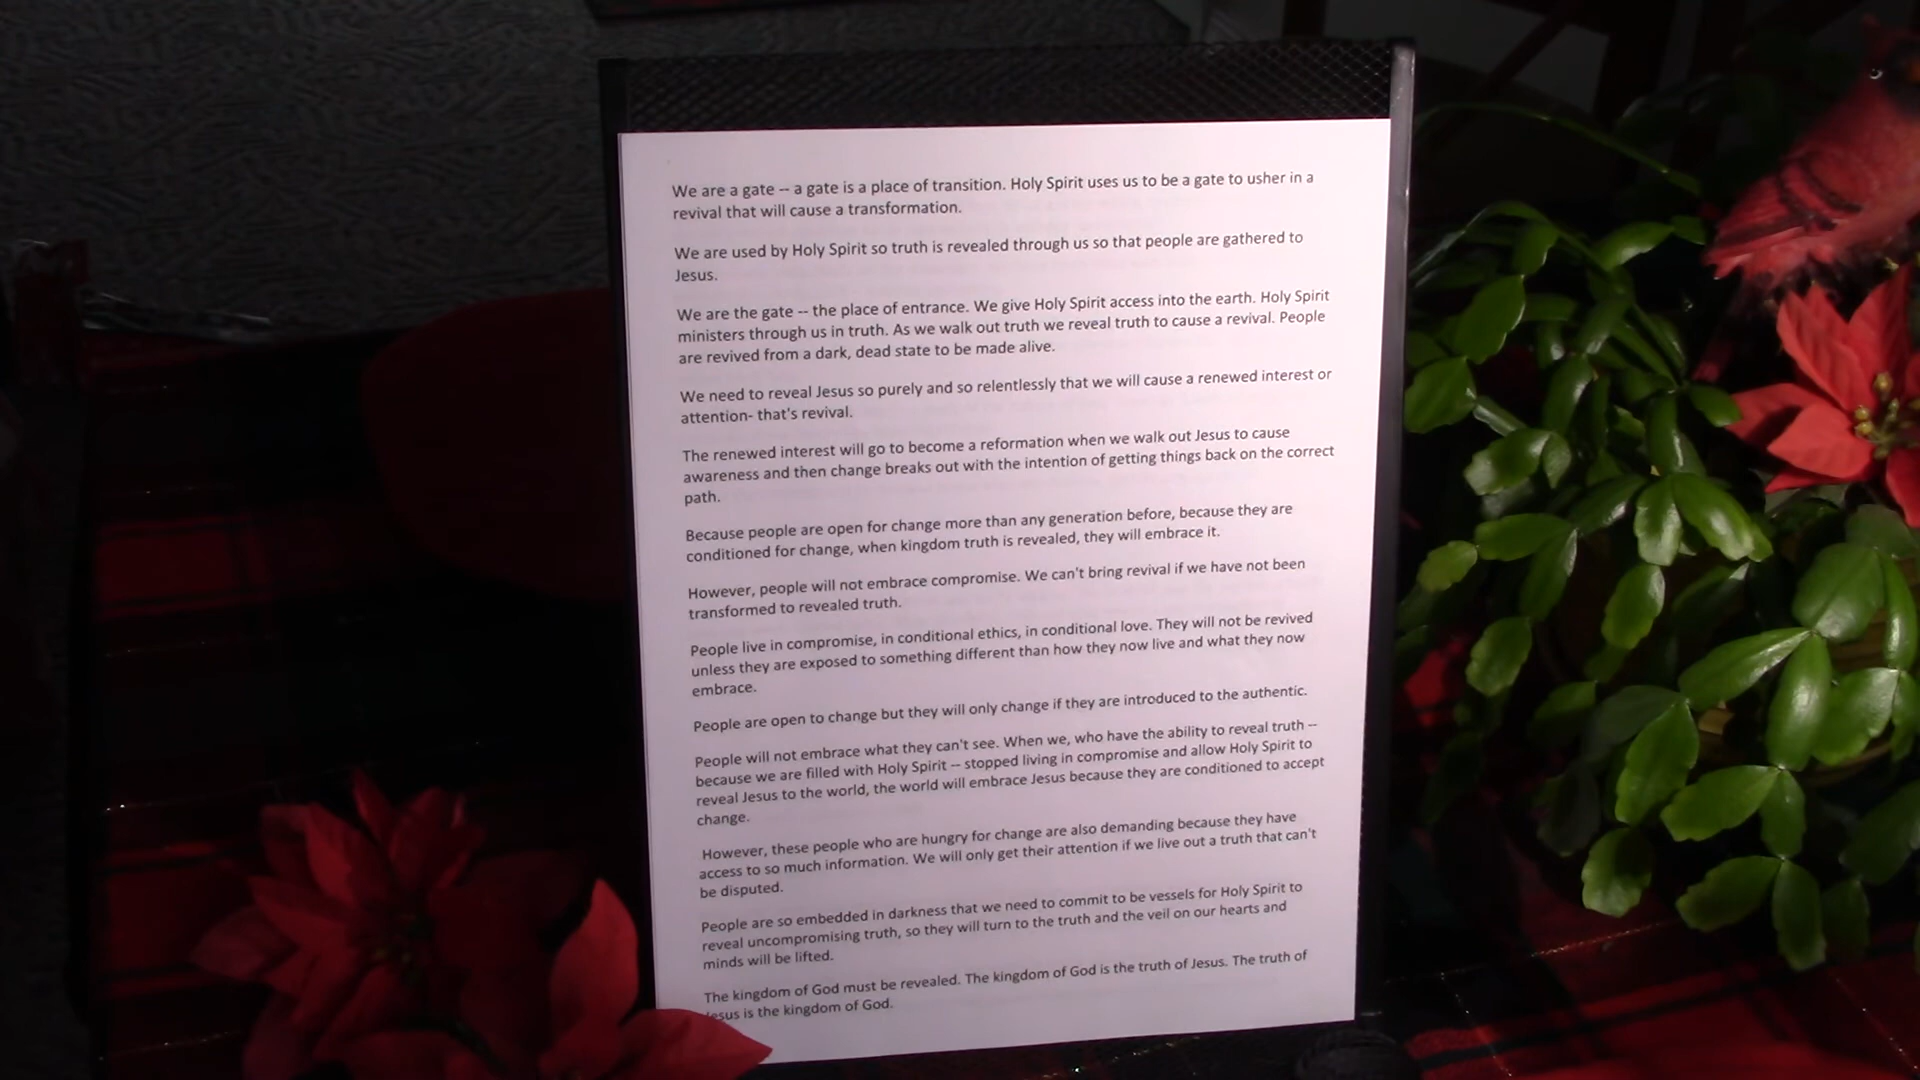 We are a gate -- a gate is a place of transition. Holy Spirit uses us to be a gate to usher in a
revival that will cause a transformation.
We are used by Holy Spirit so truth is revealed through us so that people are gathered to
Jesus.
We are the gate -- the place of entrance. We give Holy Spirit access into the earth. Holy Spirit
ministers through us in truth. As we walk out truth we reveal truth to cause a revival. People
are revived from a dark, dead state to be made alive.
We need to reveal Jesus so purely and so relentlessly that we will cause a renewed interest or
attention- that's revival.
The renewed interest will go to become a reformation when we walk out Jesus to cause
awareness and then change breaks out with the intention of getting things back on the correct
path.
Because people are open for change more than any generation before, because they are
conditioned for change, when kingdom truth is revealed, they will embrace it.
However, people will not embrace compromise. We can't bring revival if we have not been
transformed to revealed truth.
People live in compromise, in conditional ethics, in conditional love. They will not be revived
unless they are exposed to something different than how they now live and what they now
embrace.
People are open to change but they will only change if they are introduced to the authentic.
People will not embrace what they can't see. When we, who have the ability to reveal truth --
because we are filled with Holy Spirit -- stopped living in compromise and allow Holy Spirit to
reveal Jesus to the world, the world will embrace Jesus because they are conditioned to accept
change.
However, these people who are hungry for change are also demanding because they have
access to so much information. We will only get their attention if we live out a truth that can't
be disputed.
People are so embedded in darkness that we need to commit to be vessels for Holy Spirit to
reveal uncompromising truth, so they will turn to the truth and the veil on our hearts and
minds will be lifted.
The kingdom of God must be revealed. The kingdom of God is the truth of Jesus. The truth of
Jesus is the kingdom of God.